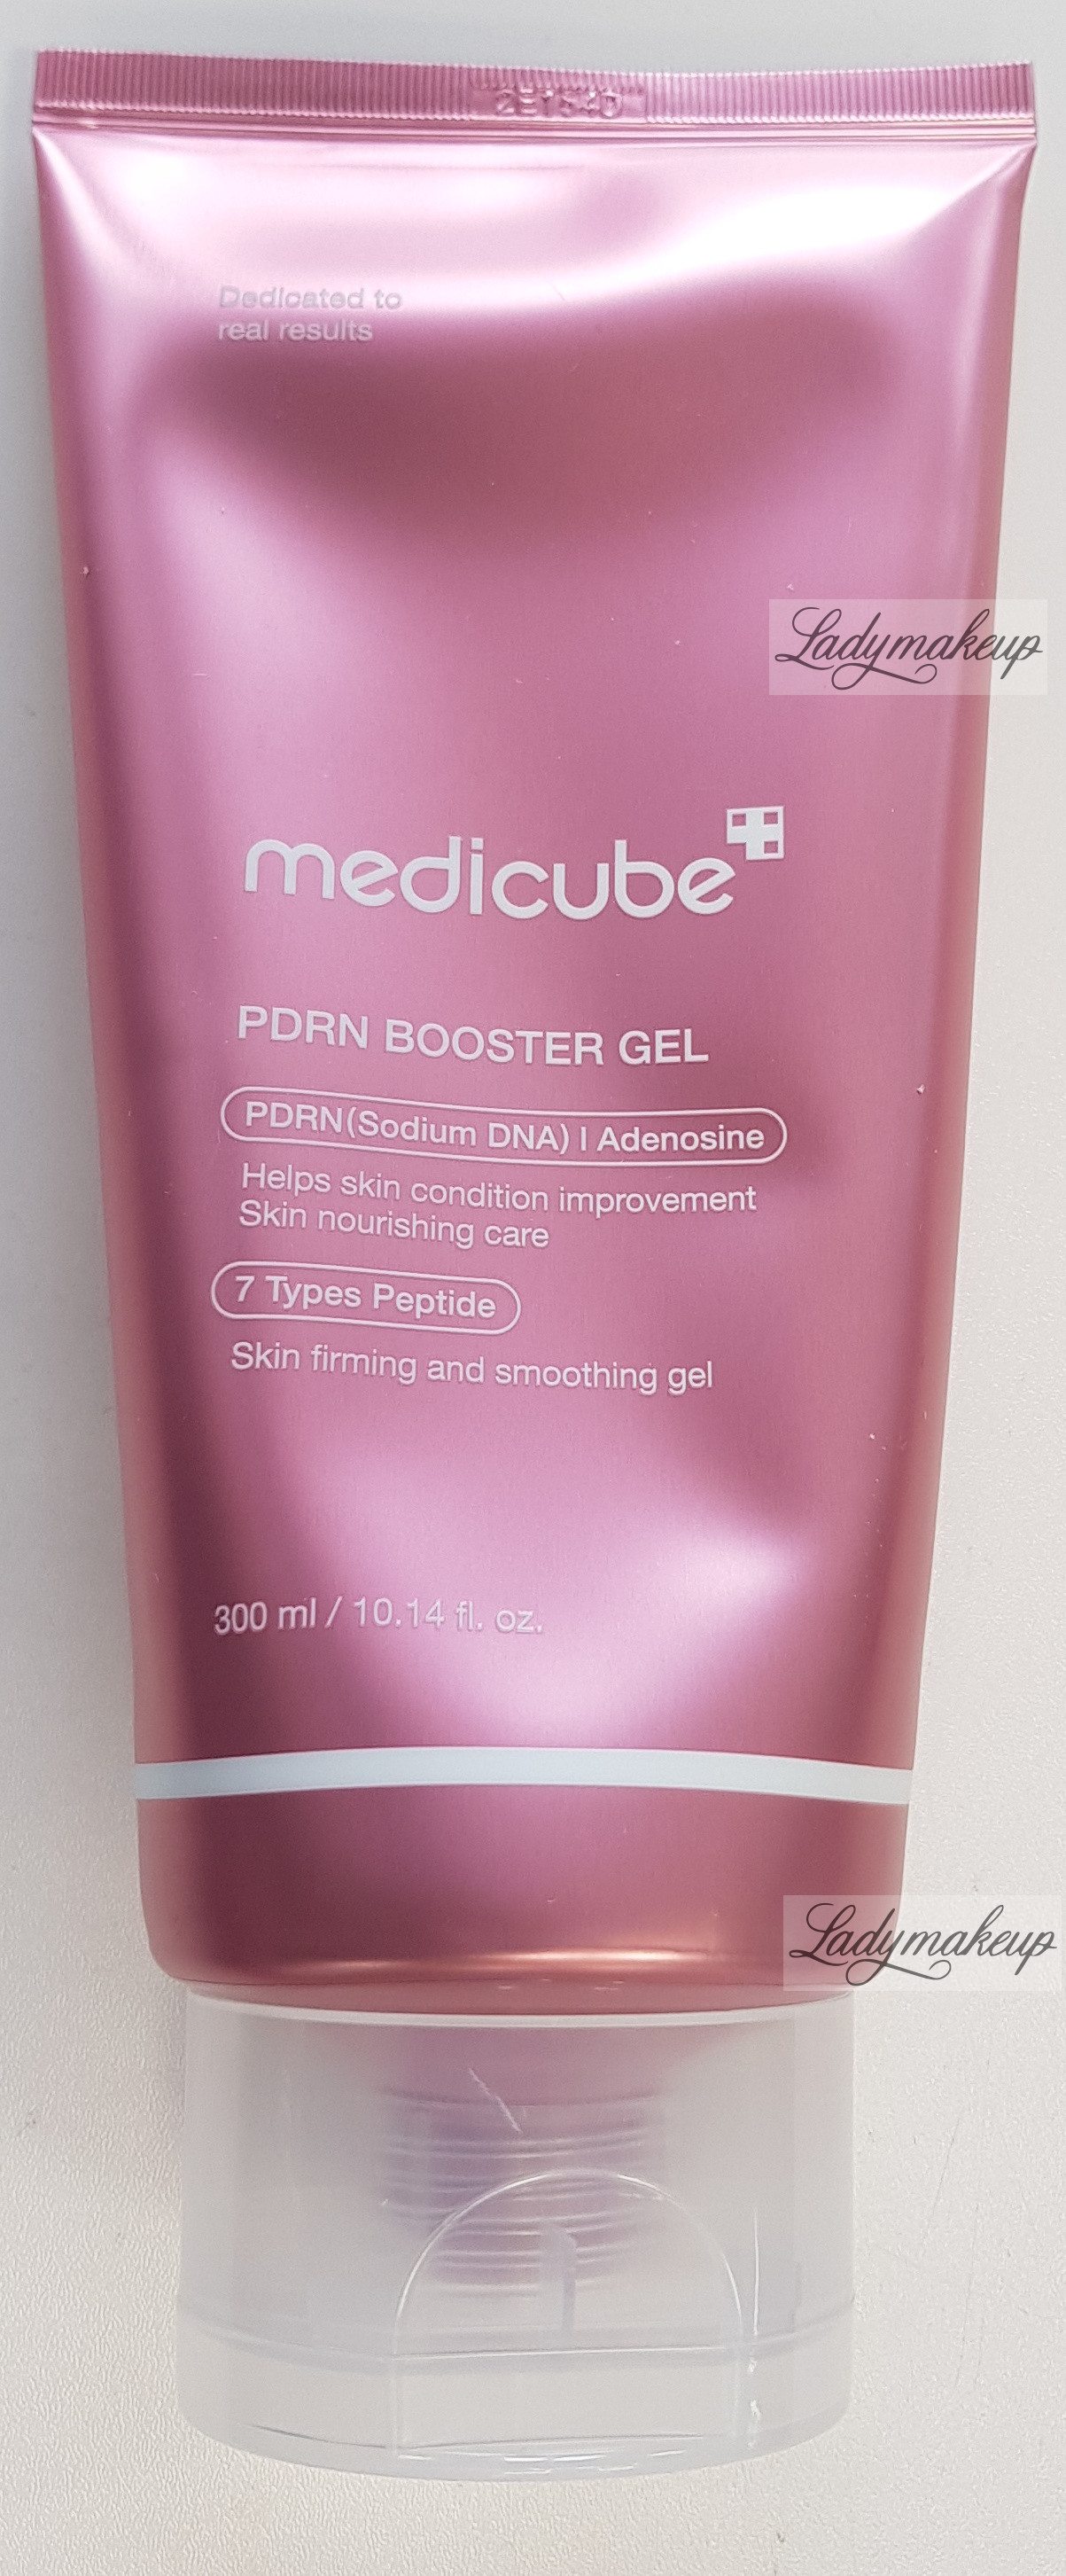 Dedicated to
real results
Ladymakeup
medicube
PDRN BOOSTER GEL
PDRN(Sodium DNA) | Adenosine
Helps skin condition improvement
Skin nourishing care
7 Types Peptide
Skin firming and smoothing gel
300 ml / 10.14 fl. oz.
Ladymakeup